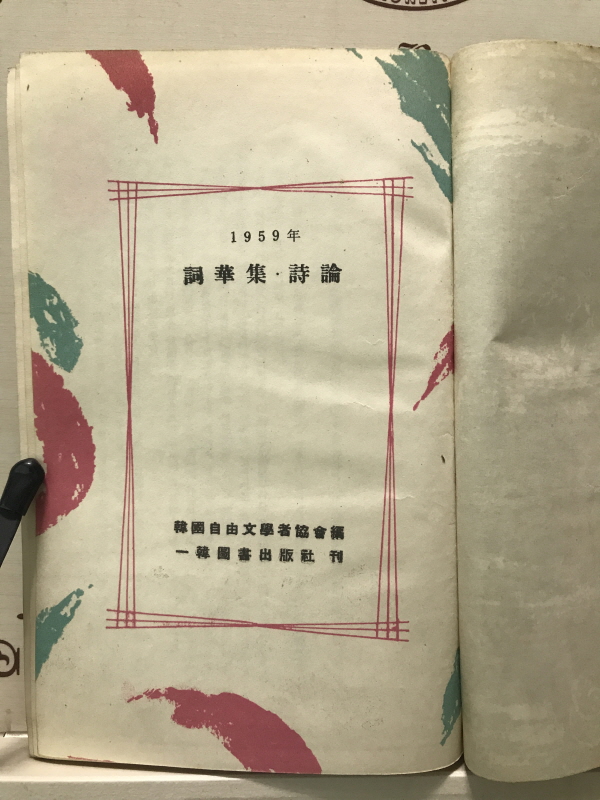 1959年
詞華集·詩論
韓國自由文學者協會編
一韓圖書出版社 刊